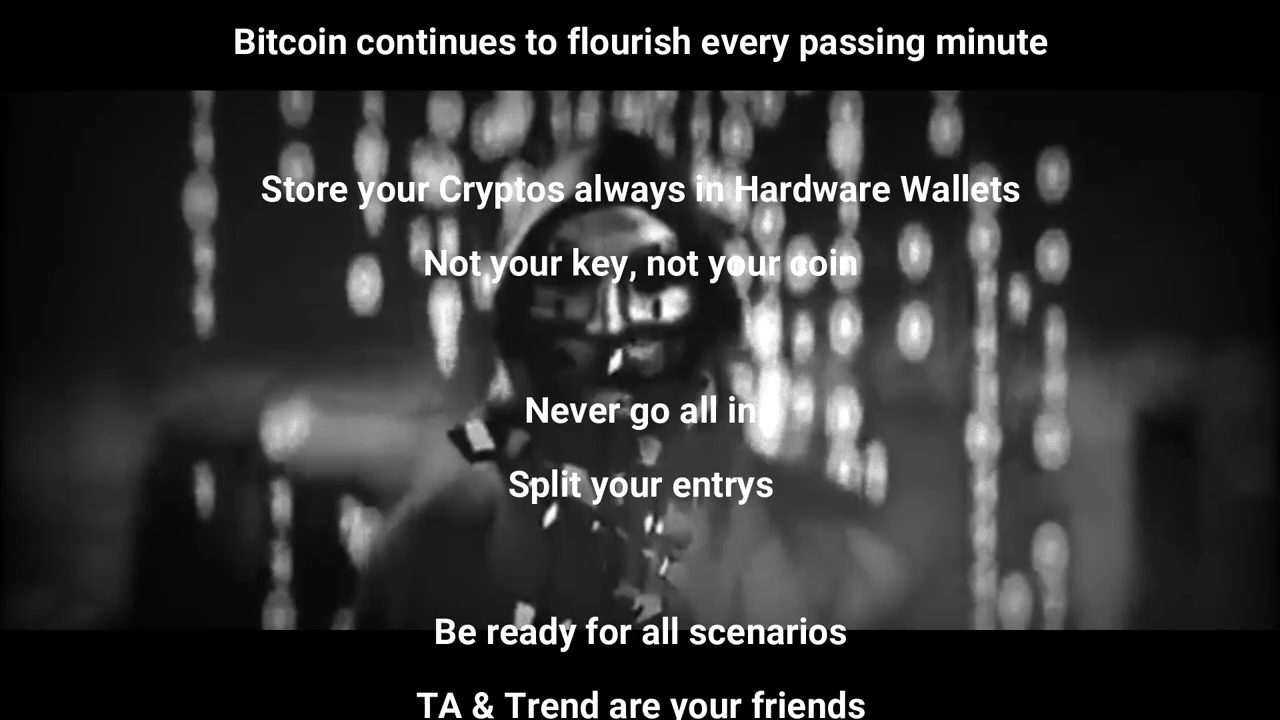 Bitcoin continues to flourish every passing minute
Store your Cryptos always in Hardware Wallets
Not your key, not your coin
Never go all in
Split your entrys
Be ready for all scenarios
TA & Trend are your friends